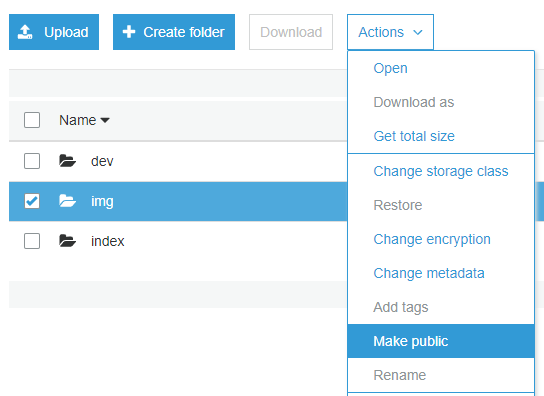 Upload Create folder Download Actions
Open
Download as
Get total size
Name
Change storage class
dev
Restore
img
Change encryption
index
Change metadata
Add tags
Make public
Rename